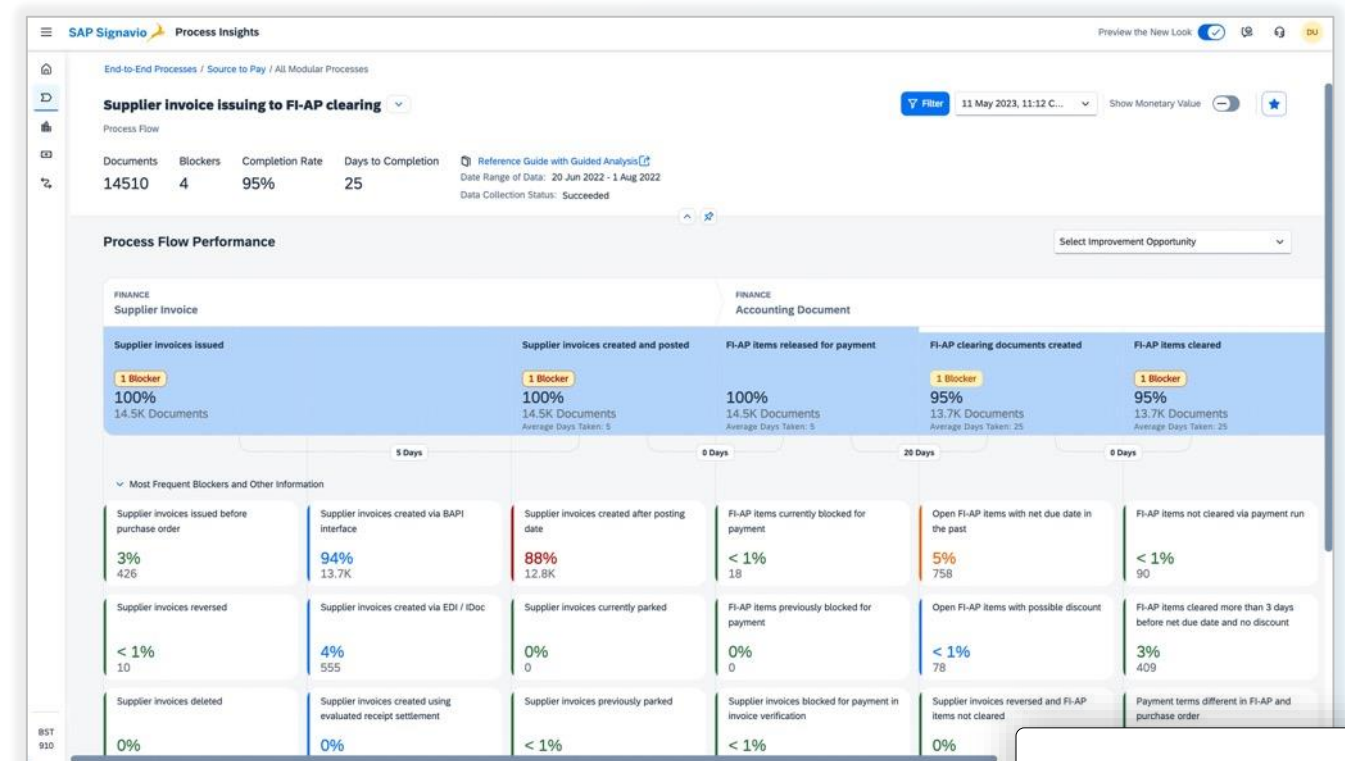 SAP Signavio Process Insights
Preview the New Look
DU
End-to-End Processes / Source to Pay / All Modular Processes
Supplier invoice issuing to FI-AP clearing
Filter
11 May 2023, 11:12 C...
Show Monetary Value
Process Flow
Documents Blockers Completion Rate Days to Completion
14510 4 95% 25
Reference Guide with Guided Analysis
Date Range of Data: 20 Jun 2022 - 1 Aug 2022
Data Collection Status: Succeeded
Process Flow Performance
Select Improvement Opportunity
FINANCE
Supplier Invoice
FINANCE
Accounting Document
Supplier invoices issued
1 Blocker
100%
14.5K Documents
Supplier invoices created and posted
1 Blocker
100%
14.5K Documents
Average Days Taken: 5
FI-AP items released for payment
100%
14.5K Documents
Average Days Taken: 5
FI-AP clearing documents created
1 Blocker
95%
13.7K Documents
Average Days Taken: 25
FI-AP items cleared
1 Blocker
95%
13.7K Documents
Average Days Taken: 25
5 Days
0 Days
20 Days
0 Days
Most Frequent Blockers and Other Information
Supplier invoices issued before
purchase order
3%
426
Supplier invoices created via BAPI
interface
94%
13.7K
Supplier invoices created after posting
date
88%
12.8K
FI-AP items currently blocked for
payment
< 1%
18
Open FI-AP items with net due date in
the past
5%
758
FI-AP items not cleared via payment run
< 1%
90
Supplier invoices reversed
< 1%
10
Supplier invoices created via EDI / IDoc
4%
555
Supplier invoices currently parked
0%
0
FI-AP items previously blocked for
payment
0%
0
Open FI-AP items with possible discount
< 1%
78
FI-AP items cleared more than 3 days
before net due date and no discount
3%
409
Supplier invoices deleted
0%
Supplier invoices created using
evaluated receipt settlement
0%
Supplier invoices previously parked
< 1%
Supplier invoices blocked for payment in
invoice verification
< 1%
Supplier invoices reversed and FI-AP
items not cleared
0%
Payment terms different in FI-AP and
purchase order
BST
910